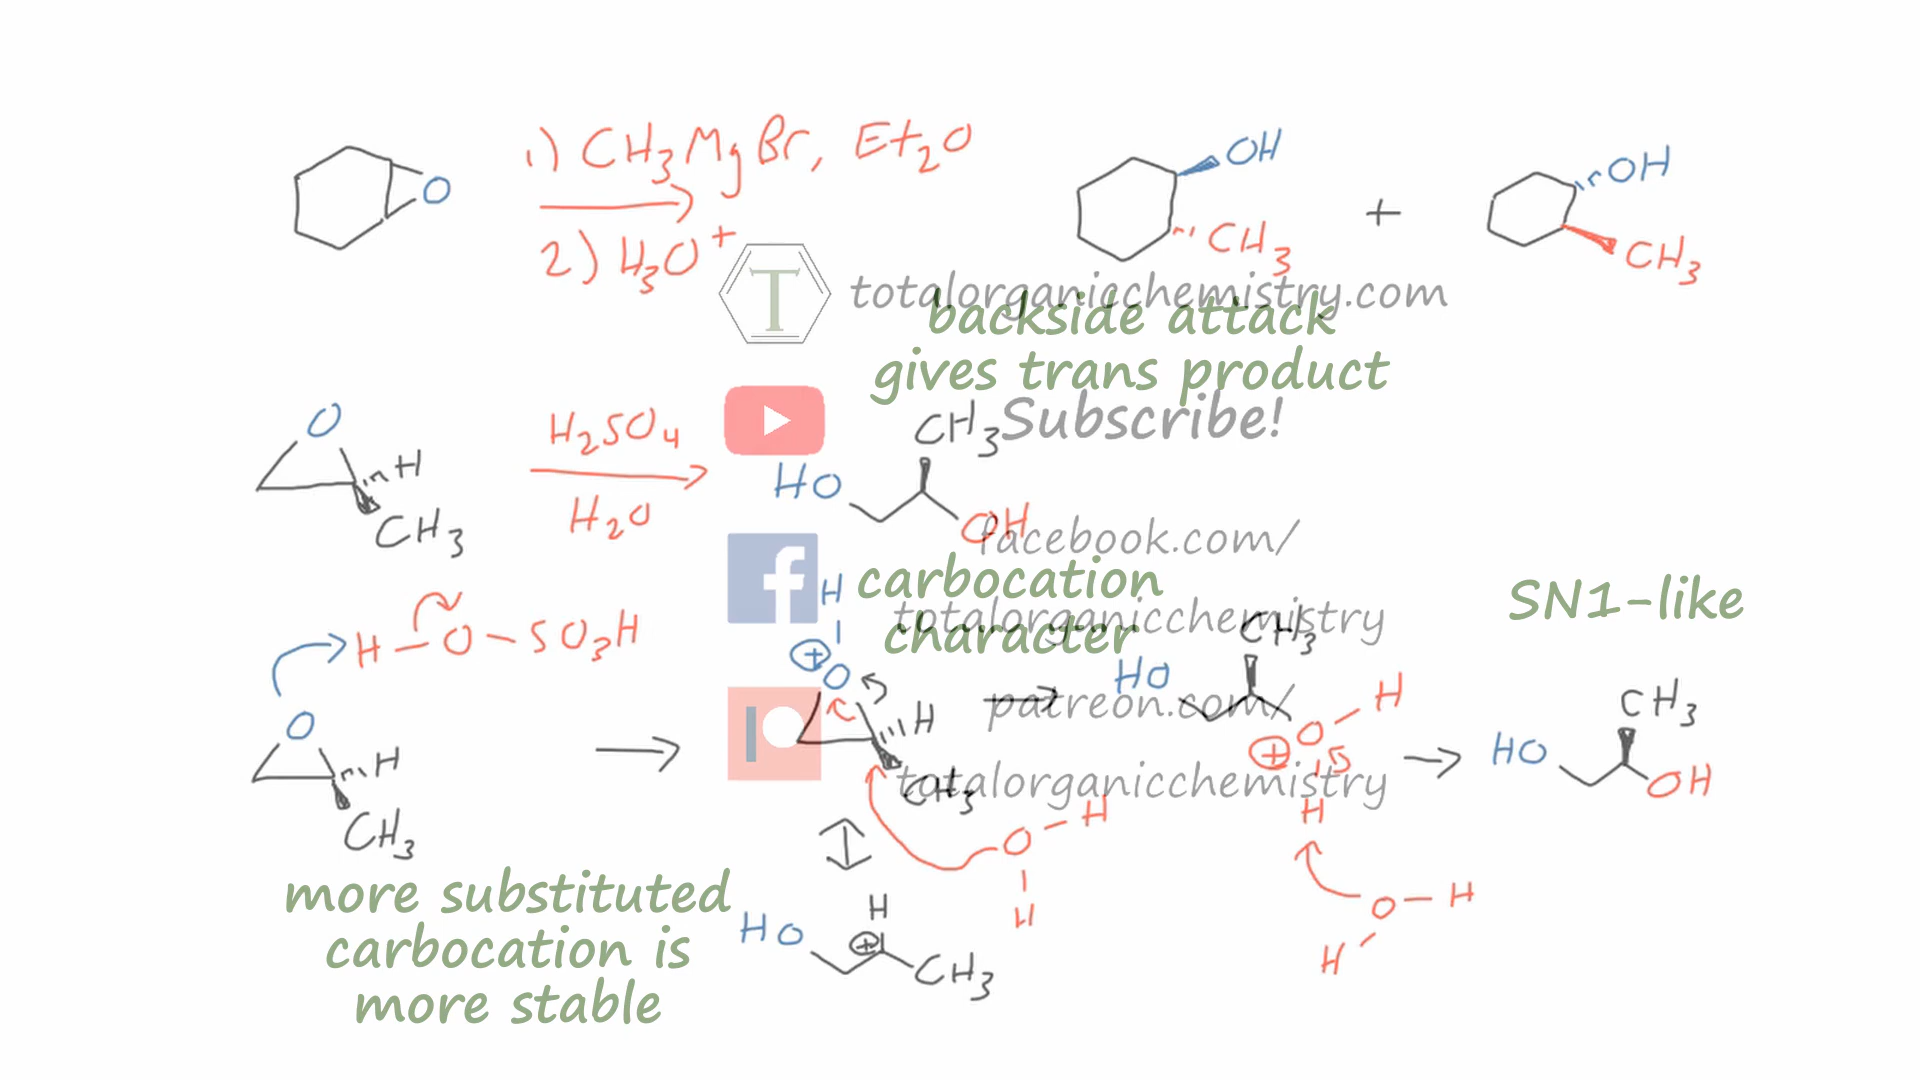 1) CH3MgBr, Et2O
2) H3O+
O
OH
CH3
+
OH
CH3
T
totalorganicchemistry.com
backside attack
gives trans product
Subscribe!
O
H
CH3
H2SO4
H2O
HO
CH3
OH
f
facebook.com/
totalorganicchemistry
carbocation
character
SN1-like
patreon.com/
totalorganicchemistry
H-O-SO3H
O
H
CH3
H
+
O
H
CH3
O-H
H
HO
CH3
O-H
+
H
O-H
H
HO
CH3
OH
HO
H
+
CH3
more substituted
carbocation is
more stable